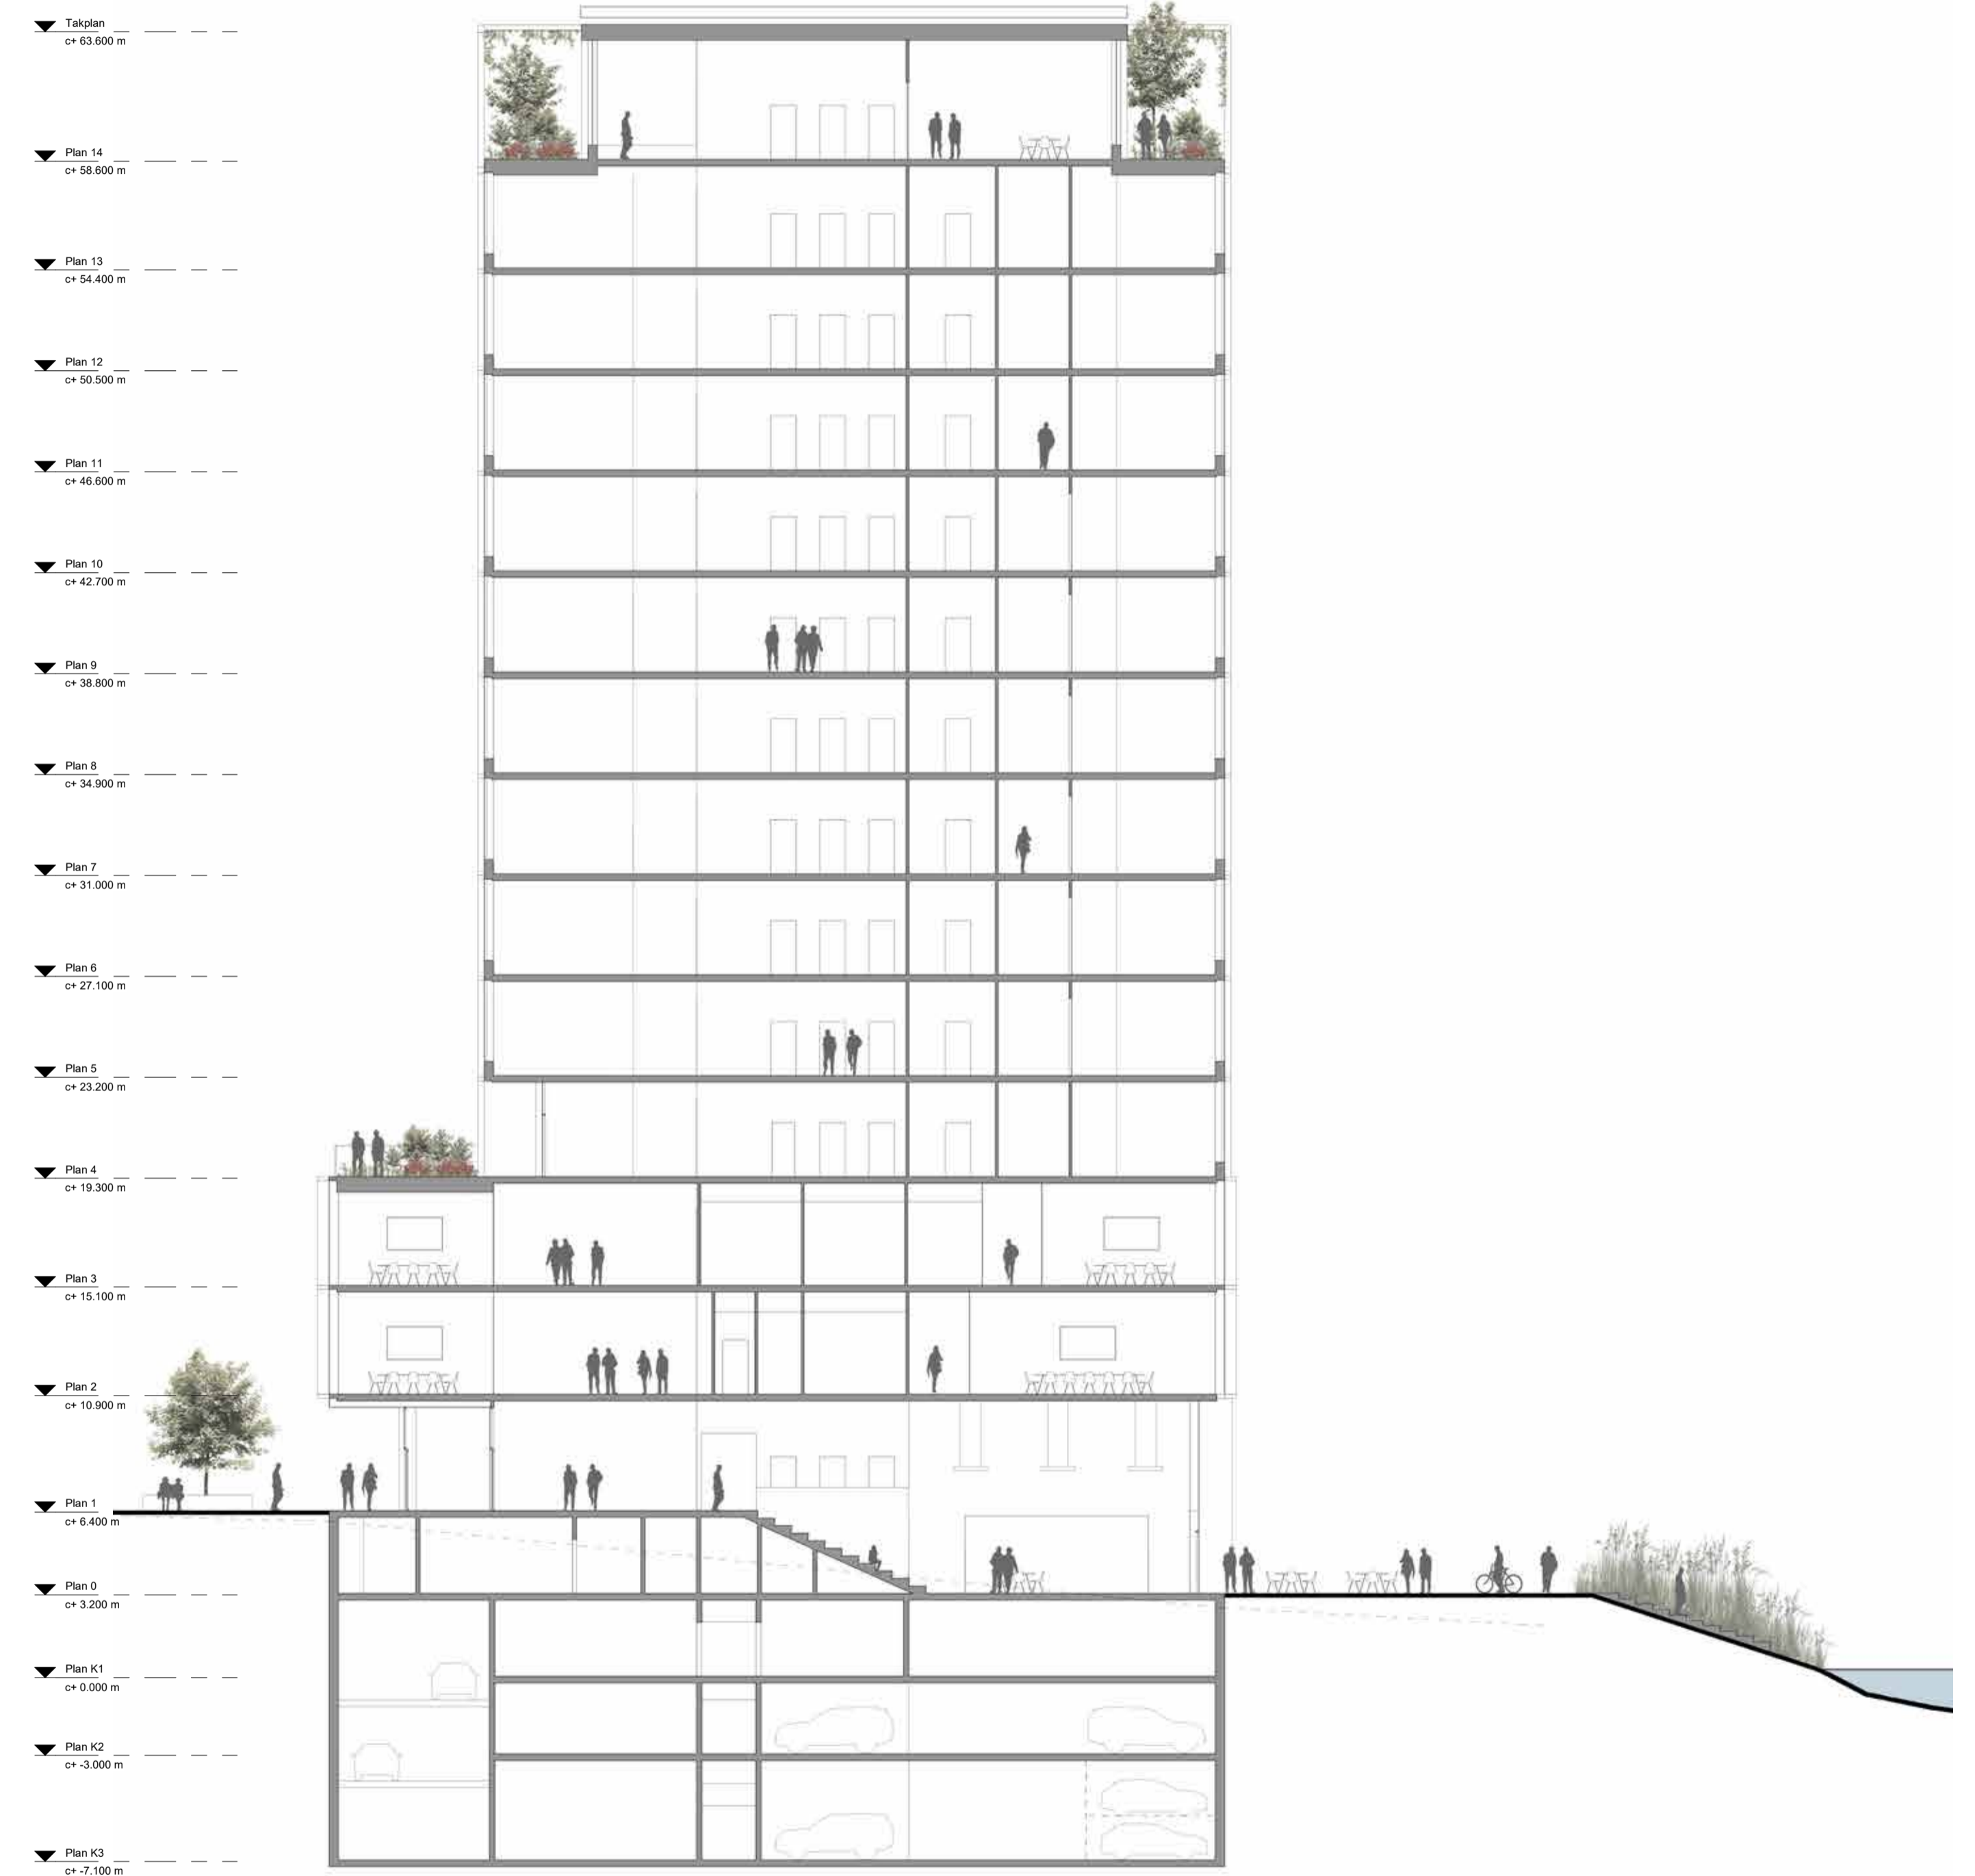 Takplan
c+ 63.600 m
Plan 14
c+ 58.600 m
Plan 13
c+ 54.400 m
Plan 12
c+ 50.500 m
Plan 11
c+ 46.600 m
Plan 10
c+ 42.700 m
Plan 9
c+ 38.800 m
Plan 8
c+ 34.900 m
Plan 7
c+ 31.000 m
Plan 6
c+ 27.100 m
Plan 5
c+ 23.200 m
Plan 4
c+ 19.300 m
Plan 3
c+ 15.100 m
Plan 2
c+ 10.900 m
Plan 1
c+ 6.400 m
Plan 0
c+ 3.200 m
Plan K1
c+ 0.000 m
Plan K2
c+ -3.000 m
Plan K3
c+ -7.100 m